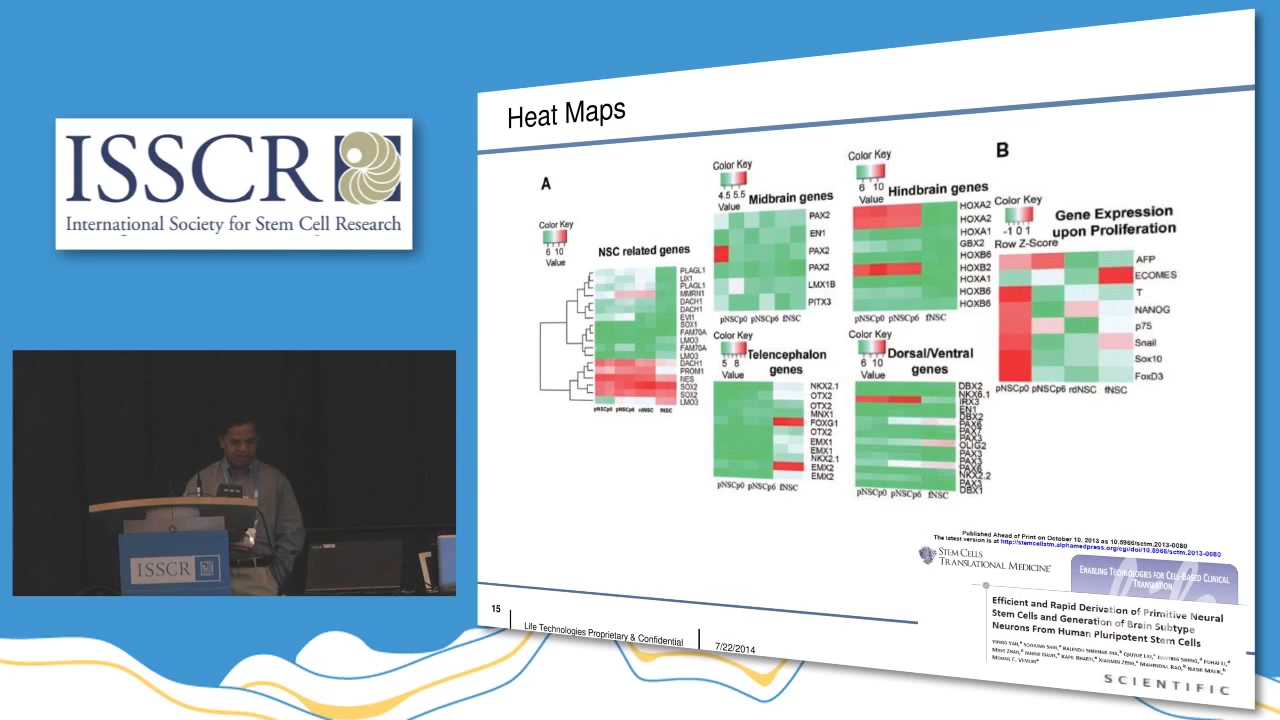 ISSCR
International Society for Stem Cell Research
ISSCR
Heat Maps
A
Color Key
6 10
Value
NSC related genes
PLAGL1
LIX1
PLAGL1
MMRN1
DACH1
DACH1
EVI1
SOX1
FAM70A
LMO3
FAM70A
LMO3
DACH1
PROM1
NES
SOX2
SOX2
LMO3
pNSCp0 pNSCp6 rdNSC fNSC
Color Key
4.5 5.5
Value
Midbrain genes
PAX2
EN1
PAX2
PAX2
LMX1B
PITX3
pNSCp0 pNSCp6 fNSC
Color Key
6 10
Value
Hindbrain genes
HOXA2
HOXA2
HOXA1
GBX2
HOXB6
HOXB2
HOXA1
HOXB6
HOXB6
pNSCp0 pNSCp6 fNSC
Color Key
5 8
Value
Telencephalon
genes
NKX2.1
OTX2
OTX2
MNX1
FOXG1
OTX2
EMX1
EMX1
NKX2.1
EMX2
EMX2
pNSCp0 pNSCp6 fNSC
Color Key
6 10
Value
Dorsal/Ventral
genes
DBX2
NKX6.1
IRX3
EN1
DBX2
PAX6
PAX7
PAX3
OLIG2
PAX3
PAX3
PAX6
NKX2.2
PAX3
DBX1
pNSCp0 pNSCp6 fNSC
B
Color Key
-1 0 1
Row Z-Score
Gene Expression
upon Proliferation
AFP
ECOMES
T
NANOG
p75
Snail
Sox10
FoxD3
pNSCp0 pNSCp6 rdNSC fNSC
Published Ahead of Print on October 10, 2013 as 10.5966/sctm.2013-0080
The latest version is at http://stemcellstm.alphamedpress.org/cgi/doi/10.5966/sctm.2013-0080
STEM CELLS
TRANSLATIONAL MEDICINE
ENABLING TECHNOLOGIES FOR CELL-BASED CLINICAL
TRANSLATION
Efficient and Rapid Derivation of Primitive Neural
Stem Cells and Generation of Brain Subtype
Neurons From Human Pluripotent Stem Cells
MOHAN C. VEMURI
15
Life Technologies Proprietary & Confidential
7/22/2014
SCIENTIFIC